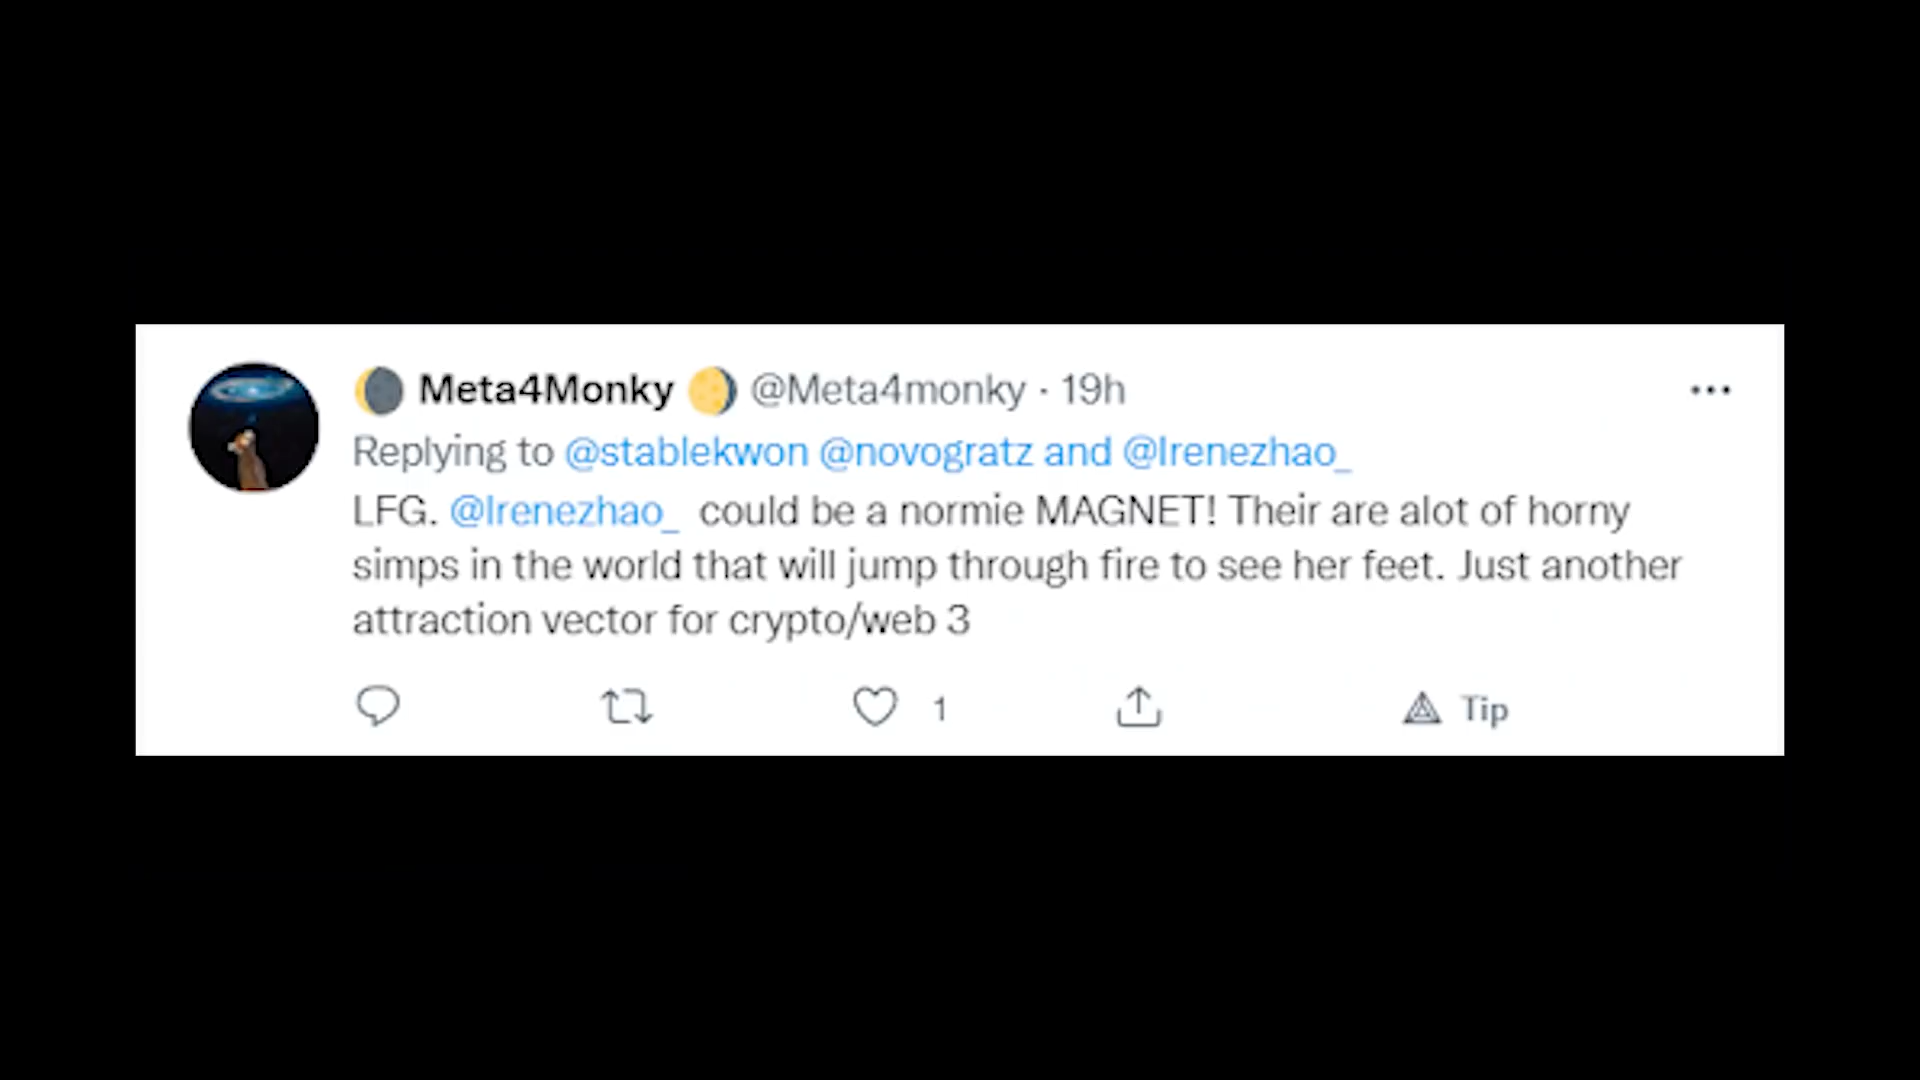 🌘 Meta4Monky 🌖 @Meta4monky · 19h
Replying to @stablekwon @novogratz and @Irenezhao_
LFG. @Irenezhao_ could be a normie MAGNET! Their are alot of horny
simps in the world that will jump through fire to see her feet. Just another
attraction vector for crypto/web 3
1
Tip